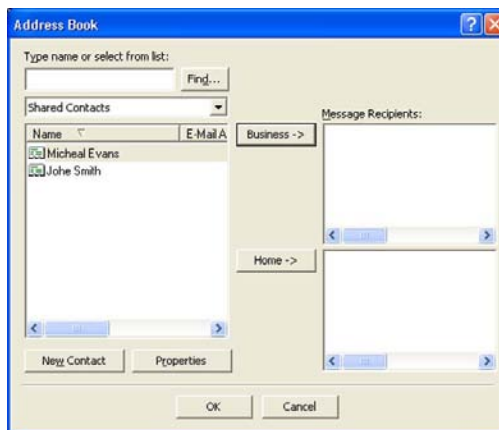 Address Book
Type name or select from list:
Find...
Shared Contacts
Name E-Mail A
Micheal Evans
Johe Smith
Business ->
Message Recipients:
Home ->
New Contact Properties
OK Cancel